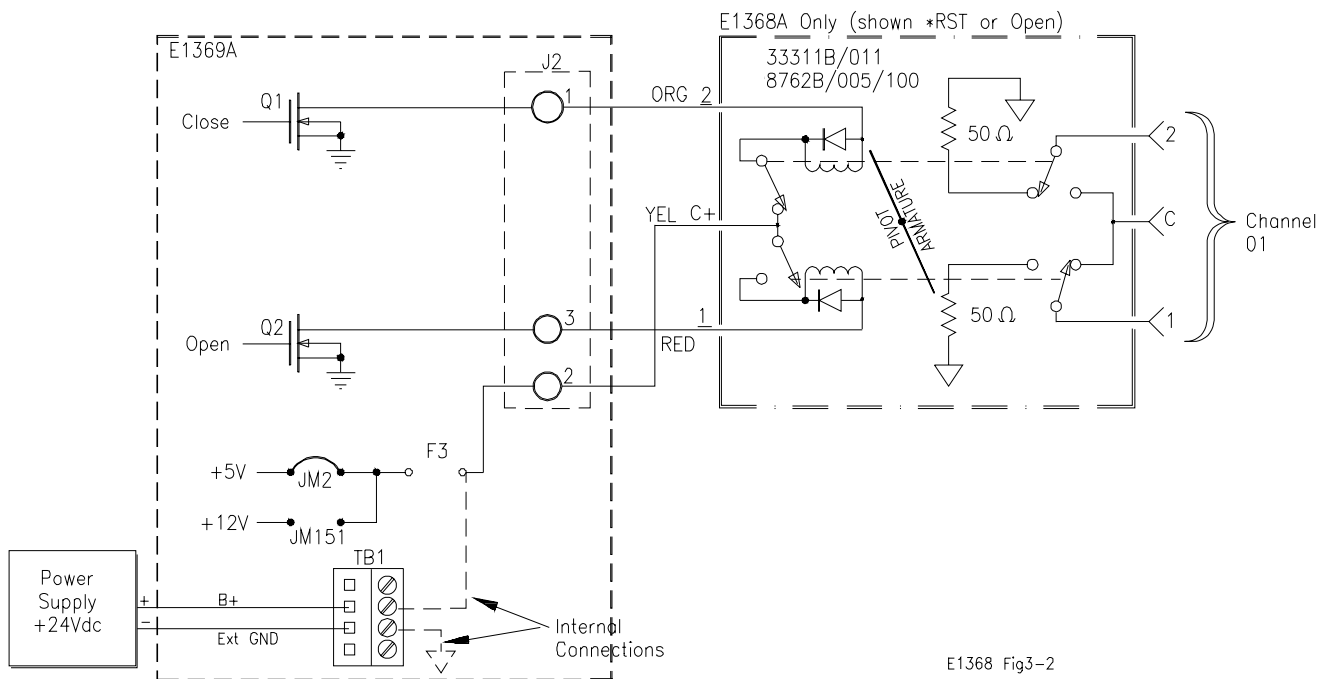 E1368A Only (shown *RST or Open)
E1369A
33311B/011
8762B/005/100
J2
Q1
1
ORG 2
Close
50 Ω
2
PIVOT
ARMATURE
YEL C+
C
Channel
01
Q2
3
1
Open
RED
50 Ω
1
2
F3
+5V
JM2
+12V
JM151
TB1
Power
Supply
+24Vdc
+
B+
-
Ext GND
Internal
Connections
E1368 Fig3-2